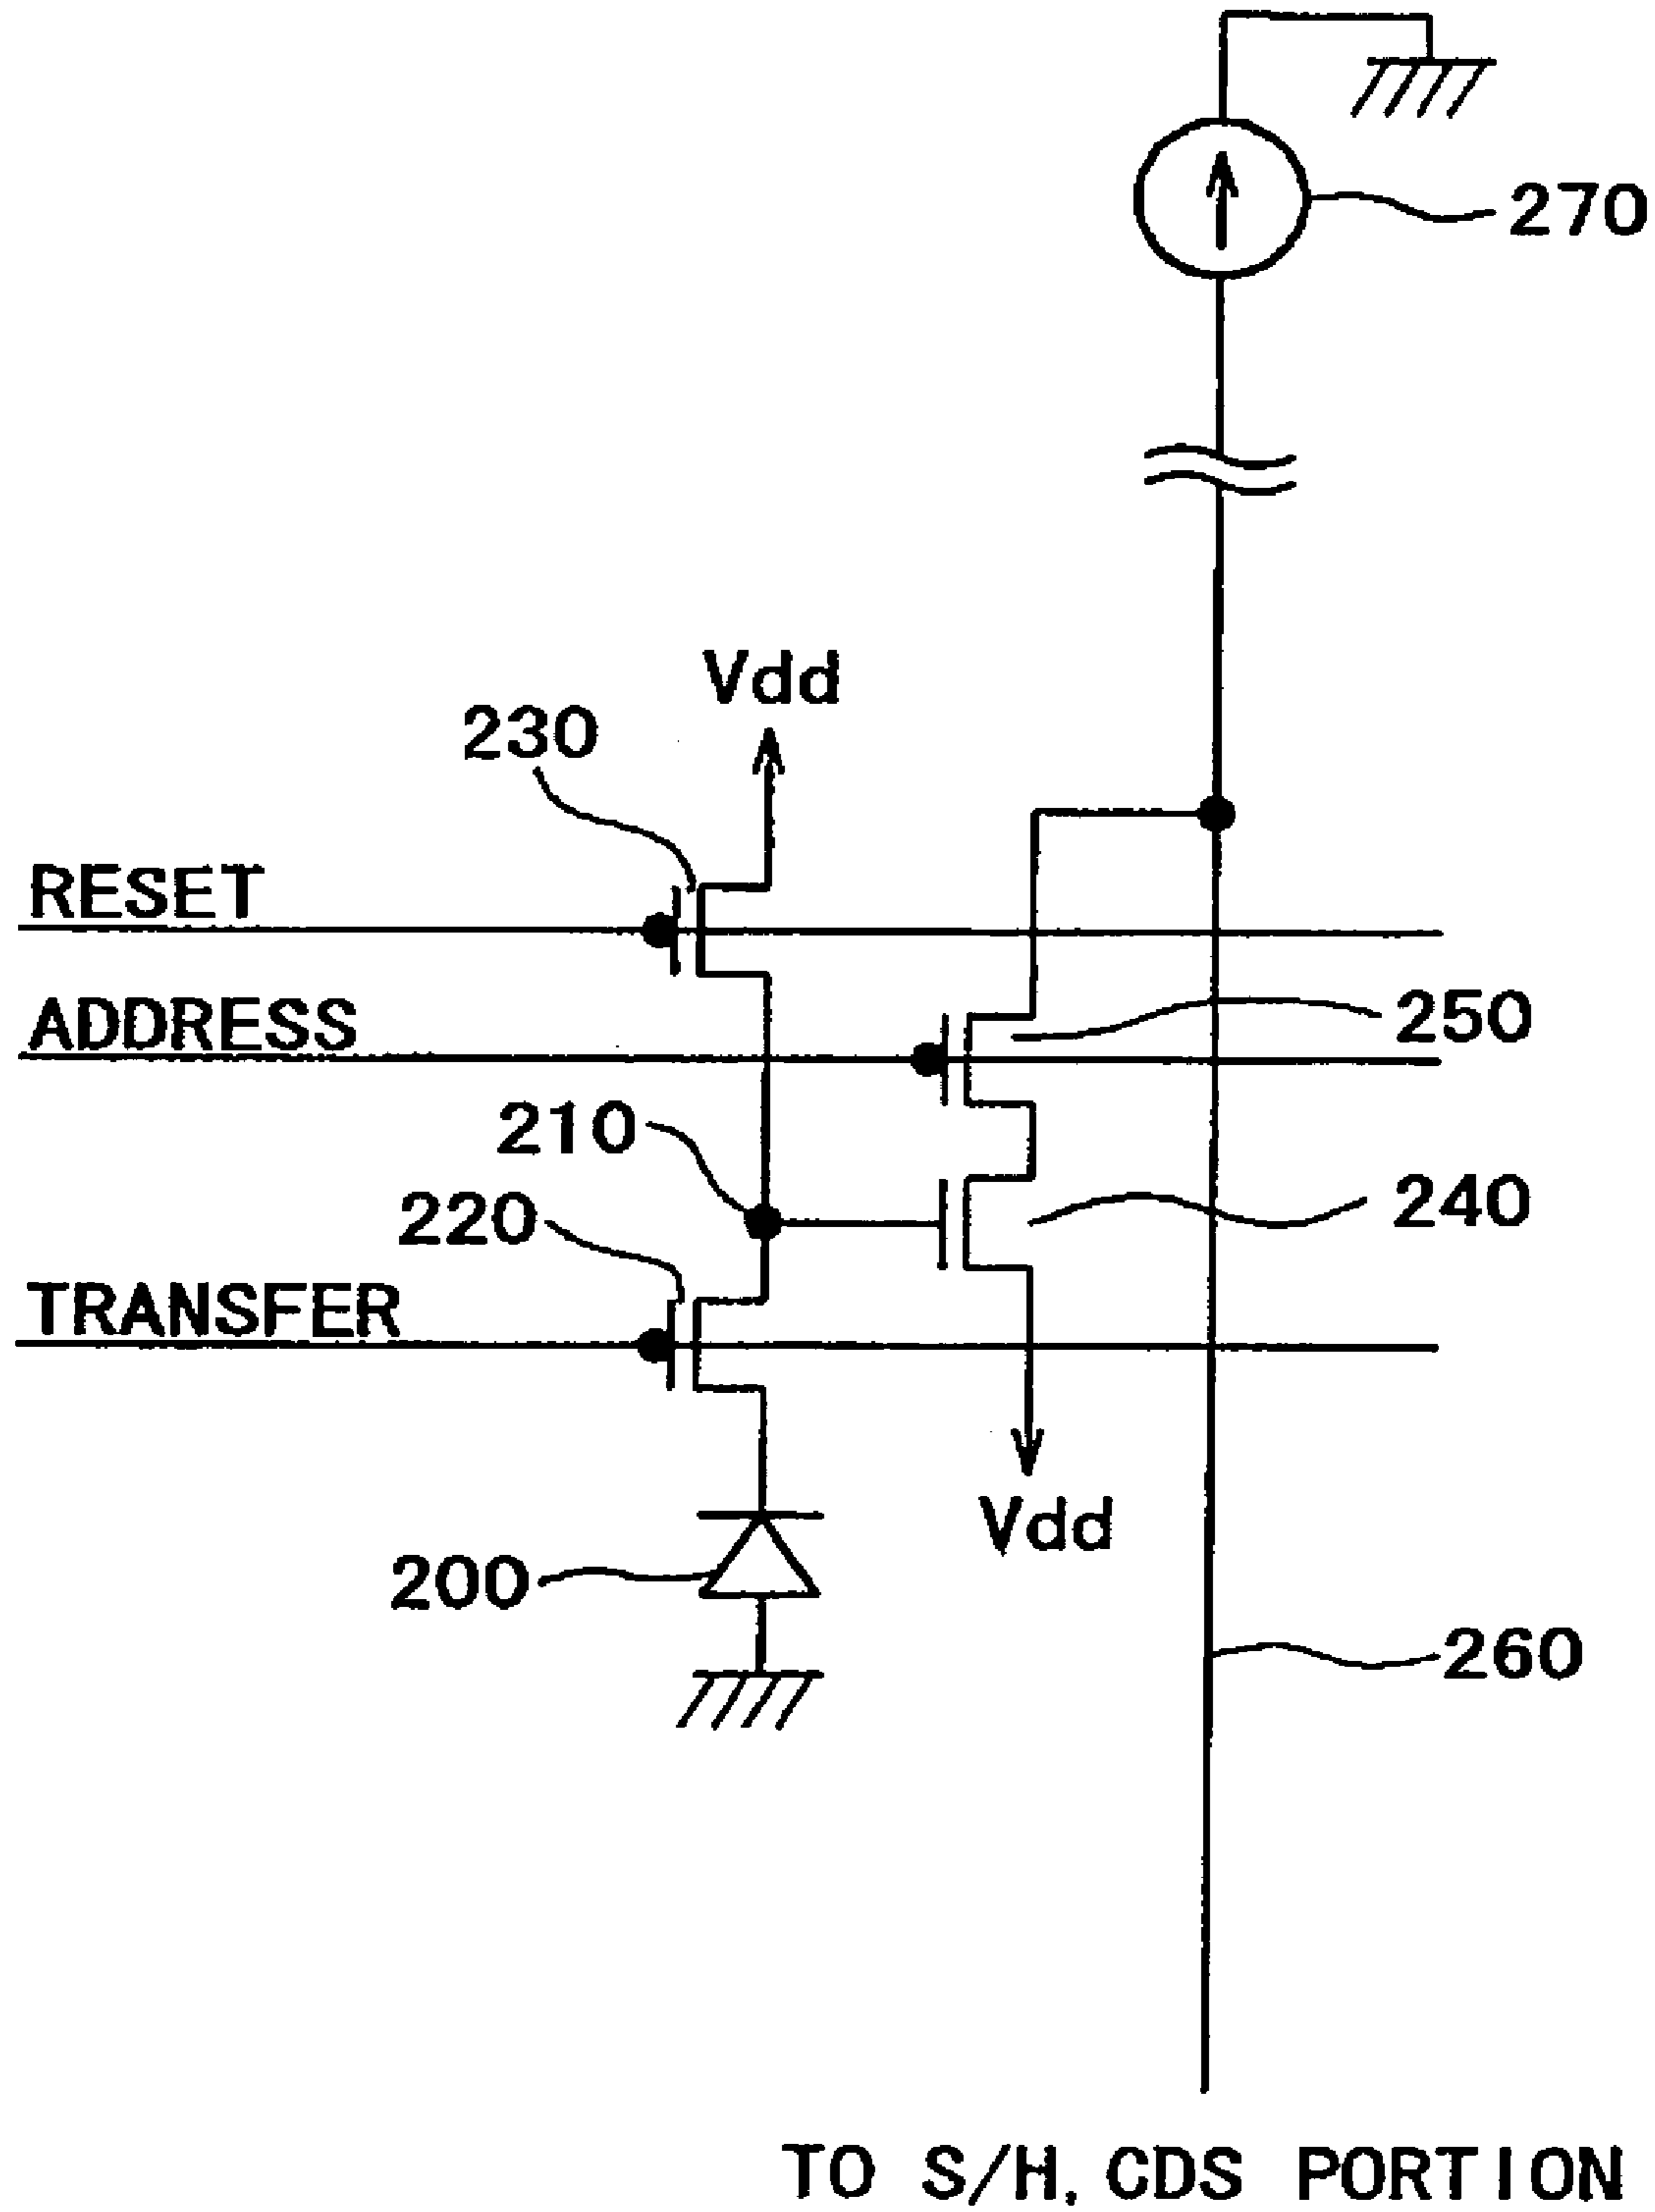 270
Vdd
230
RESET
ADDRESS
250
210
220
240
TRANSFER
Vdd
200
260
TO S/H, CDS PORTION